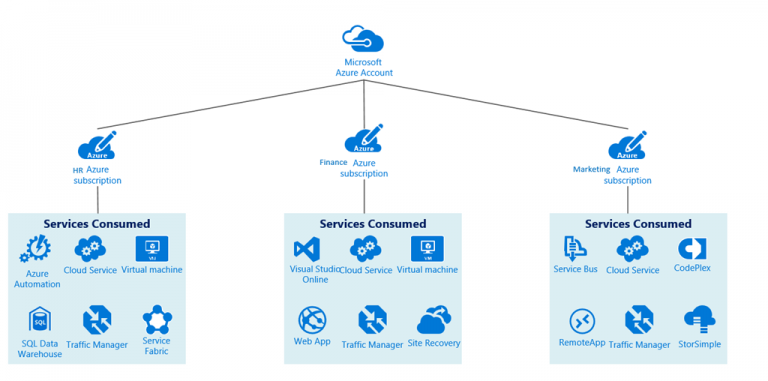 Microsoft
Azure Account
Azure
HR Azure
subscription
Azure
Finance Azure
subscription
Azure
Marketing Azure
subscription
Services Consumed
Azure
Automation
Cloud Service
VM
Virtual machine
SQL
SQL Data
Warehouse
Traffic Manager
Service
Fabric
Services Consumed
Visual Studio
Online
Cloud Service
VM
Virtual machine
Web App
Traffic Manager
Site Recovery
Services Consumed
Service Bus
Cloud Service
CodePlex
RemoteApp
Traffic Manager
StorSimple